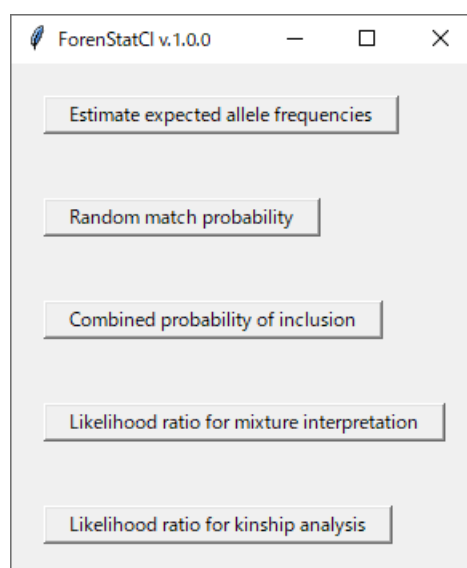 ForenStatCI v.1.0.0
Estimate expected allele frequencies
Random match probability
Combined probability of inclusion
Likelihood ratio for mixture interpretation
Likelihood ratio for kinship analysis